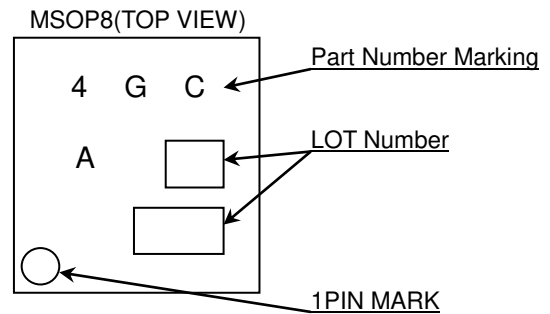 MSOP8(TOP VIEW)
4 G C
Part Number Marking
A
LOT Number
1PIN MARK